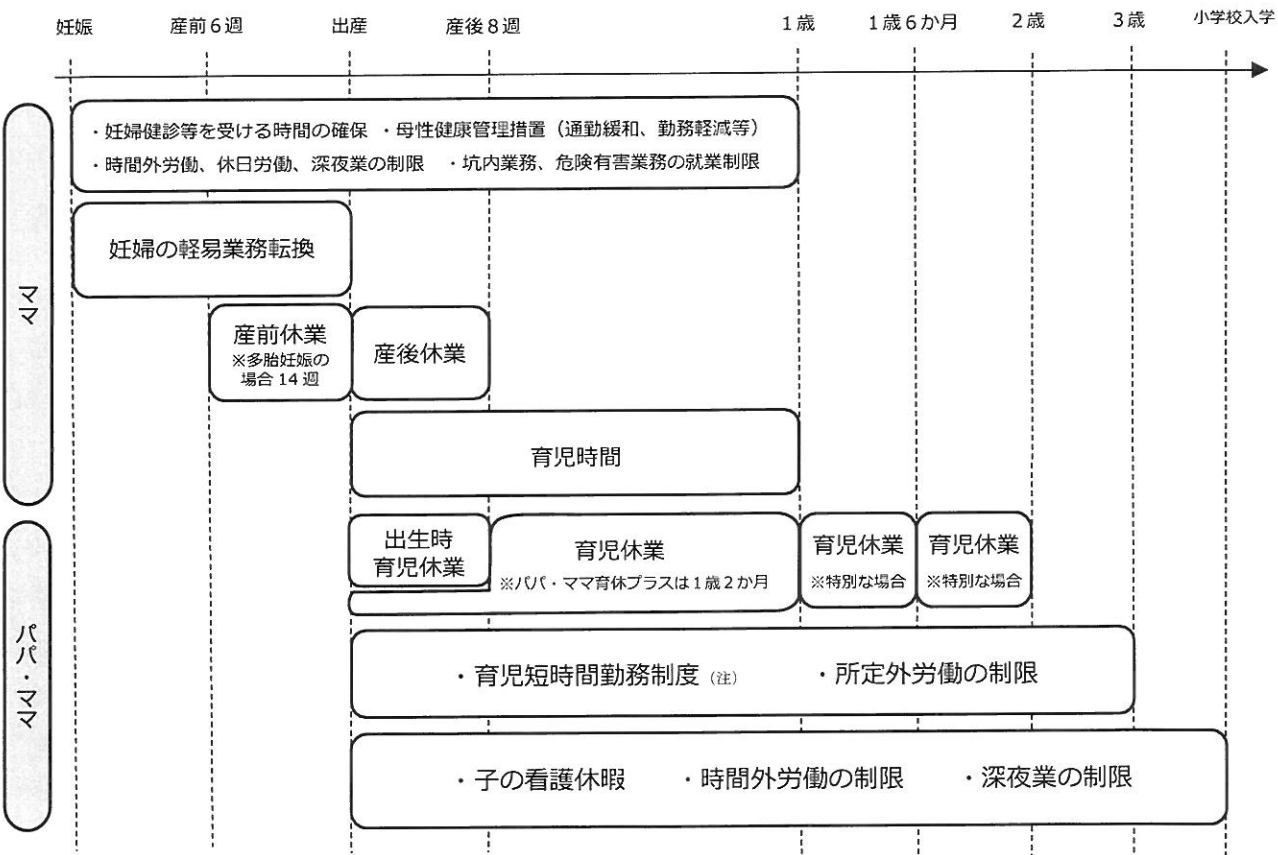 妊娠 産前6週 出産 産後8週 1歳 1歳6か月 2歳 3歳 小学校入学
ママ
・妊婦健診等を受ける時間の確保 ・母性健康管理措置（通勤緩和、勤務軽減等）
・時間外労働、休日労働、深夜業の制限 ・坑内業務、危険有害業務の就業制限
妊婦の軽易業務転換
産前休業
※多胎妊娠の
場合14週
産後休業
育児時間
パパ・ママ
出生時
育児休業
育児休業
※パパ・ママ育休プラスは1歳2か月
育児休業
※特別な場合
育児休業
※特別な場合
・育児短時間勤務制度（注） ・所定外労働の制限
・子の看護休暇 ・時間外労働の制限 ・深夜業の制限